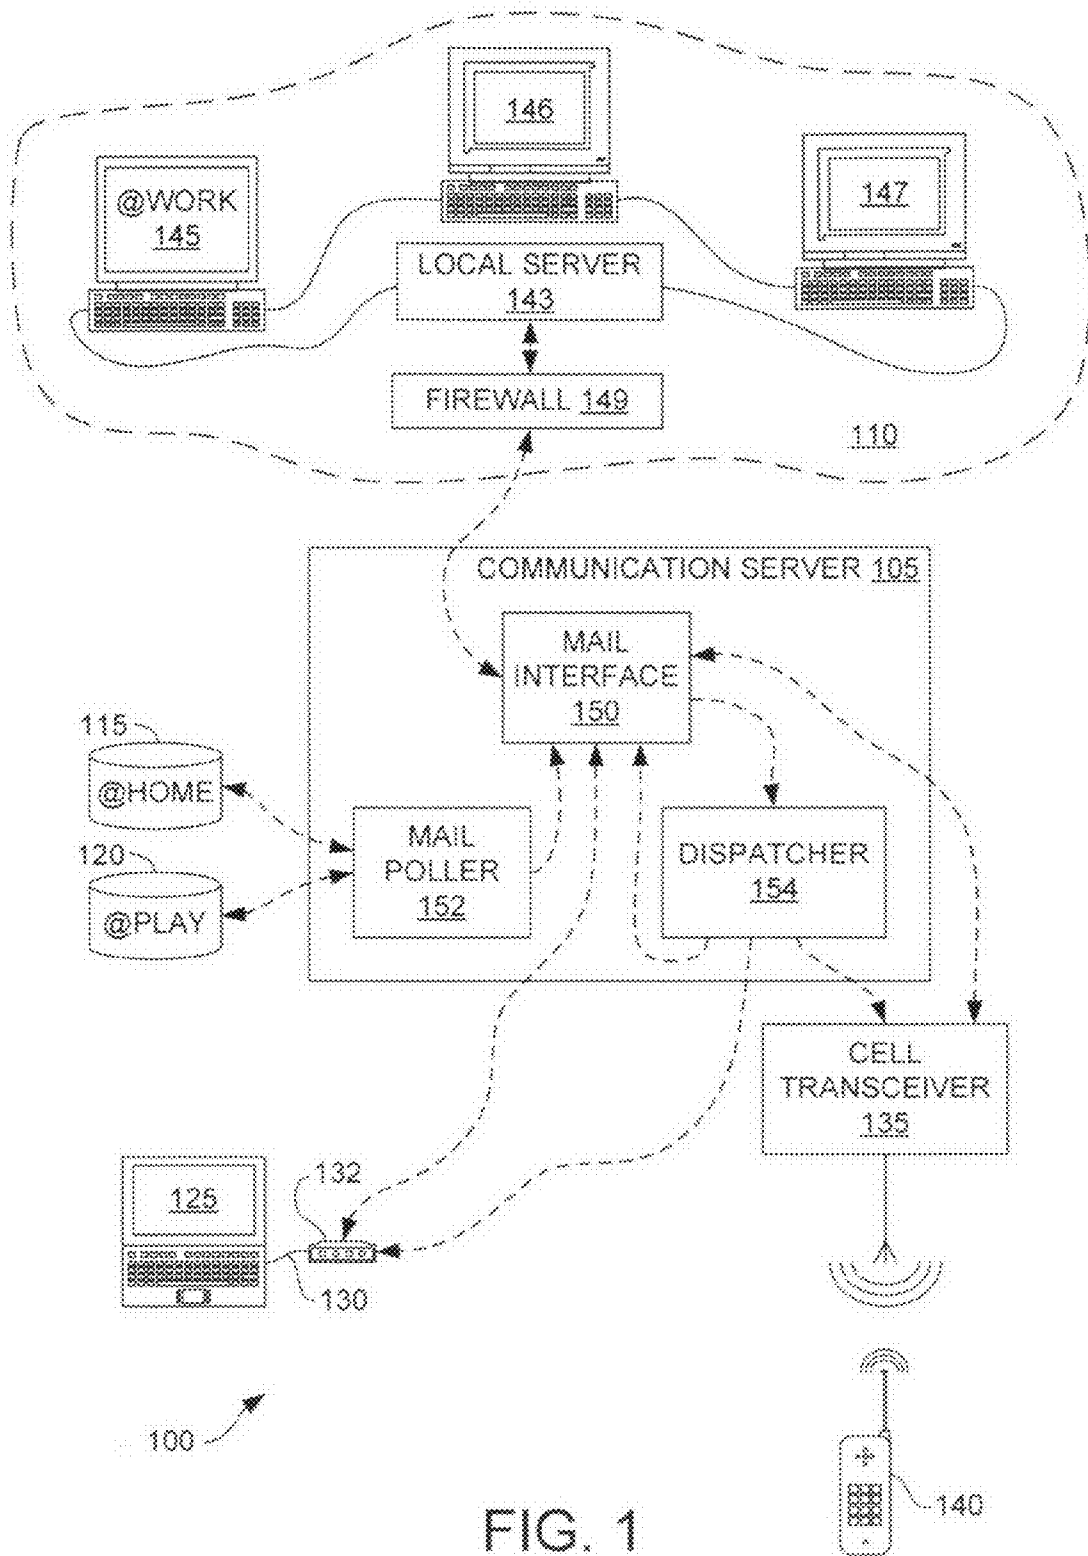 146
@WORK
145
147
LOCAL SERVER
143
FIREWALL 149
110
COMMUNICATION SERVER 105
MAIL
INTERFACE
150
115
@HOME
120
@PLAY
MAIL
POLLER
152
DISPATCHER
154
CELL
TRANSCEIVER
135
125
132
130
100
140
FIG. 1